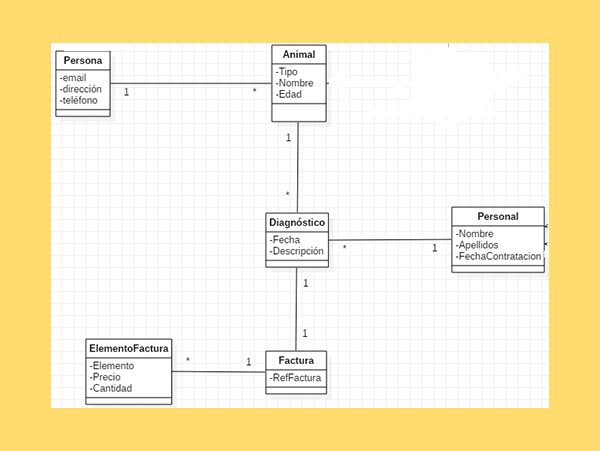 Persona
-email
-dirección
-teléfono
1
*
Animal
-Tipo
-Nombre
-Edad
1
*
Diagnóstico
-Fecha
-Descripción
*
1
Personal
-Nombre
-Apellidos
-FechaContratacion
1
1
ElementoFactura
-Elemento
-Precio
-Cantidad
*
1
Factura
-RefFactura